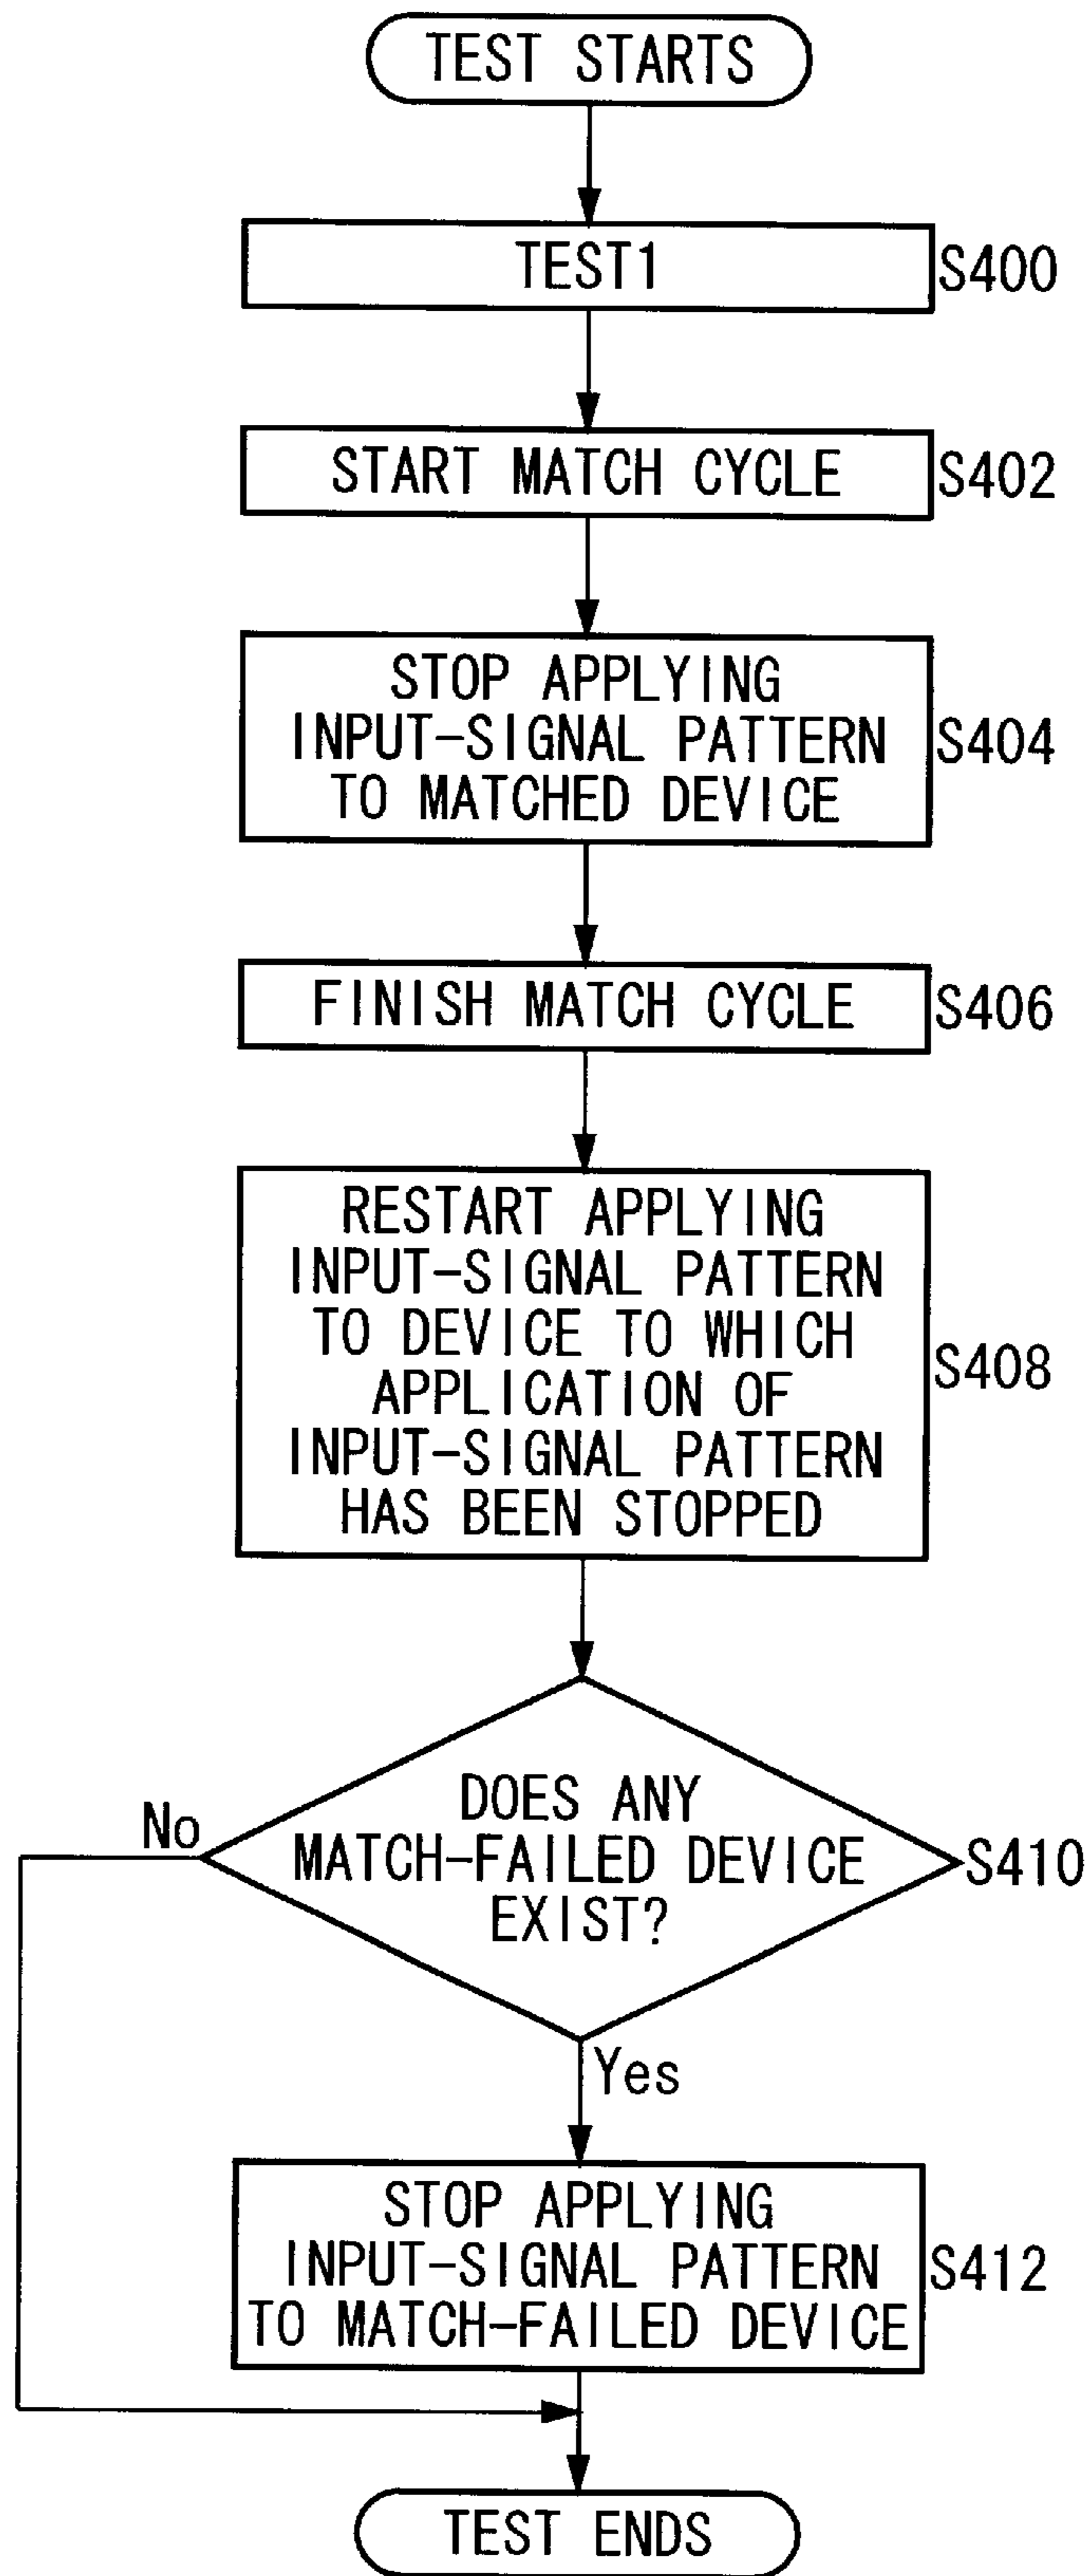 TEST STARTS
TEST1
S400
START MATCH CYCLE
S402
STOP APPLYING
INPUT-SIGNAL PATTERN
TO MATCHED DEVICE
S404
FINISH MATCH CYCLE
S406
RESTART APPLYING
INPUT-SIGNAL PATTERN
TO DEVICE TO WHICH
APPLICATION OF
INPUT-SIGNAL PATTERN
HAS BEEN STOPPED
S408
DOES ANY
MATCH-FAILED DEVICE
EXIST?
S410
No
Yes
STOP APPLYING
INPUT-SIGNAL PATTERN
TO MATCH-FAILED DEVICE
S412
TEST ENDS